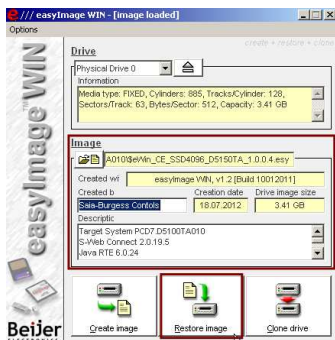 /// easyImage WIN - [image loaded]
Options
create + restore + clone
Drive
Physical Drive 0
Information
Media type: FIXED, Cylinders: 885, Tracks/Cylinder: 128,
Sectors/Track: 63, Bytes/Sector: 512, Capacity: 3.41 GB
Image
A010\$eWin_CE_SSD4096_D5150TA_1.0.0.4.esy
Created wi
easyImage WIN, v1.2 [Build 10012011]
Created b
Creation date
Drive image size
Saia-Burgess Contols
18.07.2012
3.41 GB
Descriptic
Target System PCD7.D5100TA010
S-Web Connect 2.0.19.5
Java RTE 6.0.24
Create image
Restore image
Clone drive
easyImage WIN
TM
Beijer
ELECTRONICS